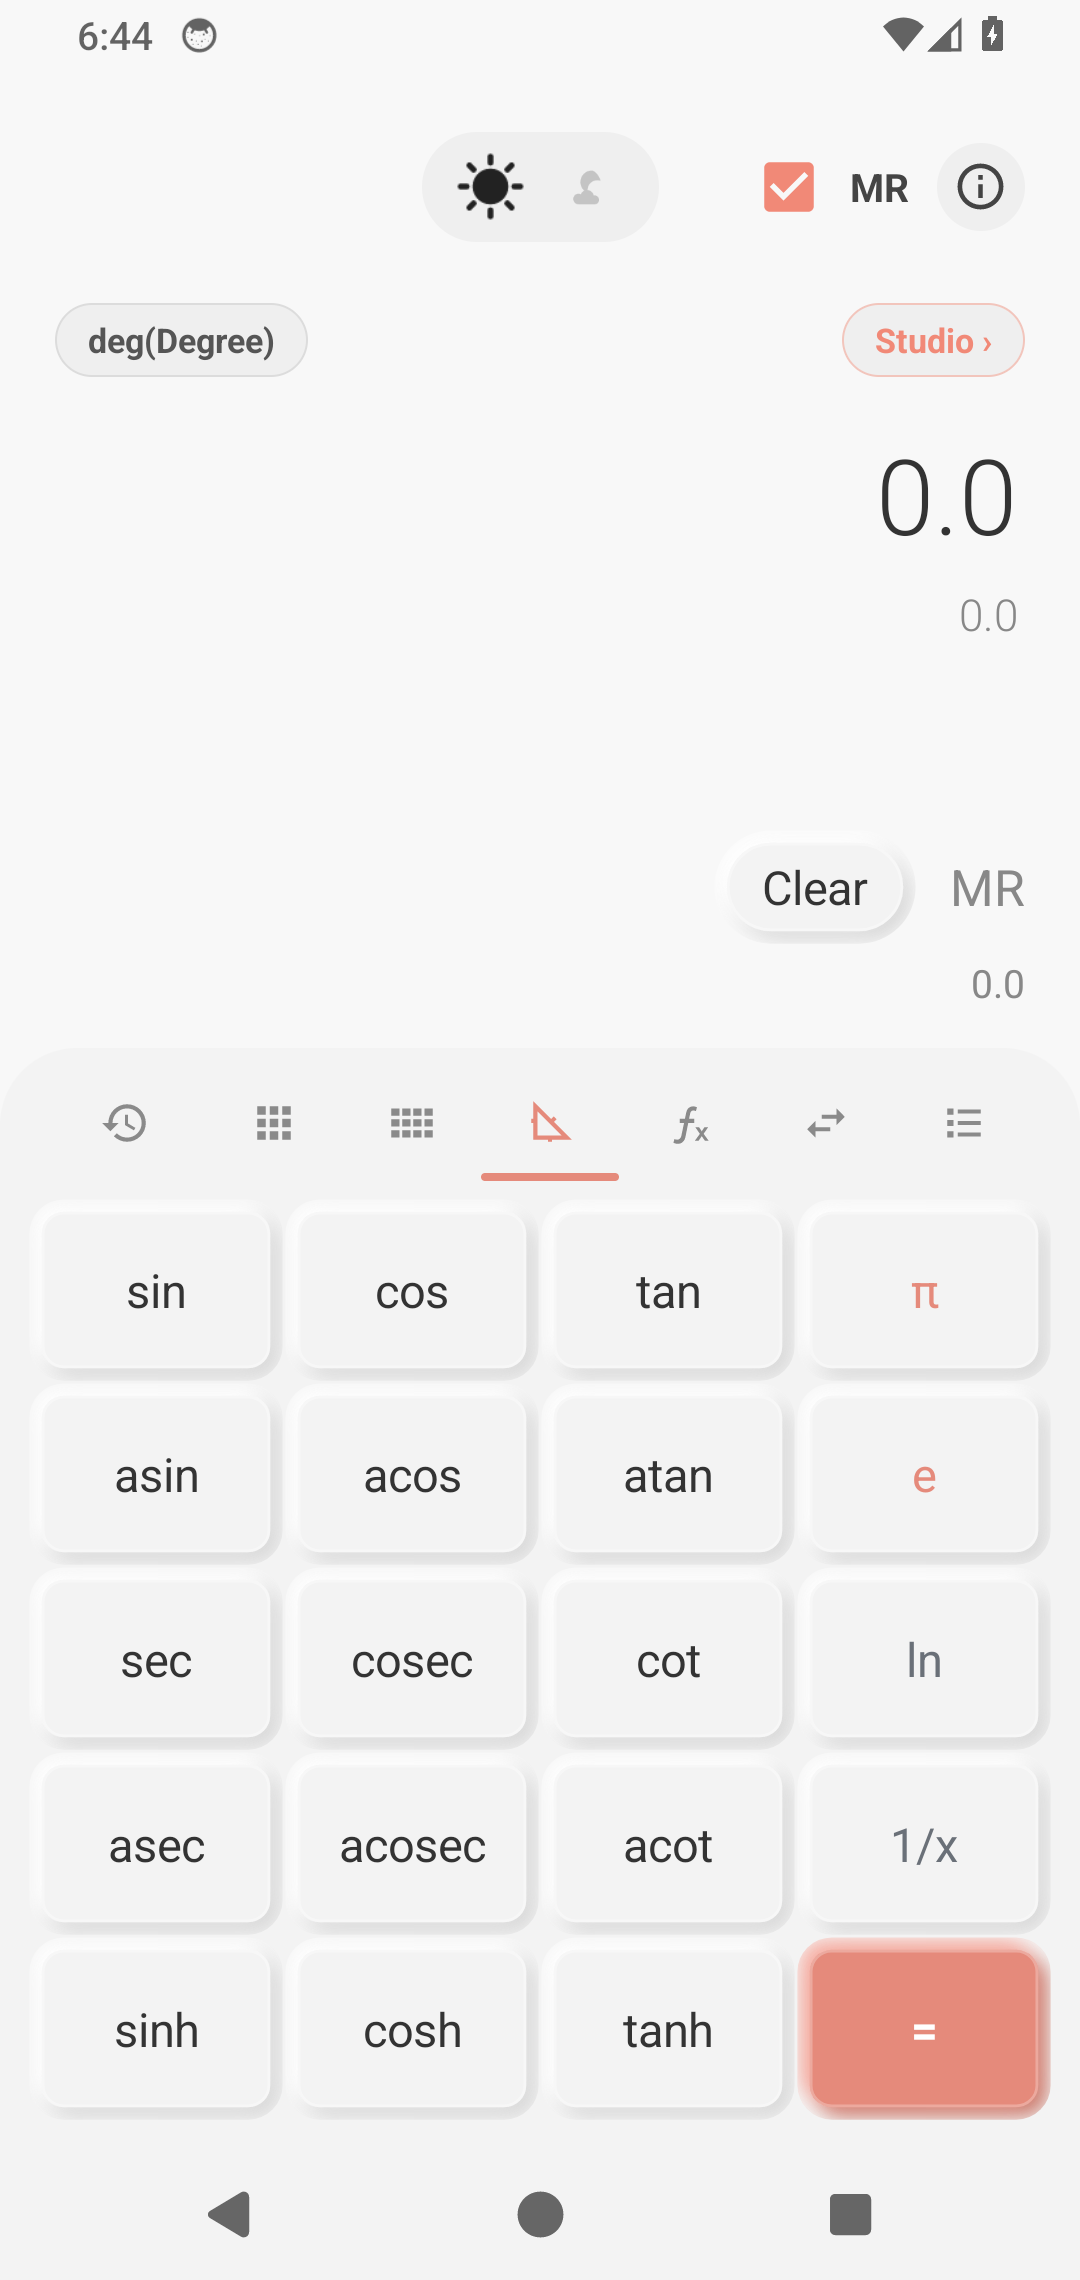 6:44
MR
deg(Degree)
Studio ›
0.0
0.0
Clear
MR
0.0
fx
sin cos tan π
asin acos atan e
sec cosec cot ln
asec acosec acot 1/x
sinh cosh tanh =